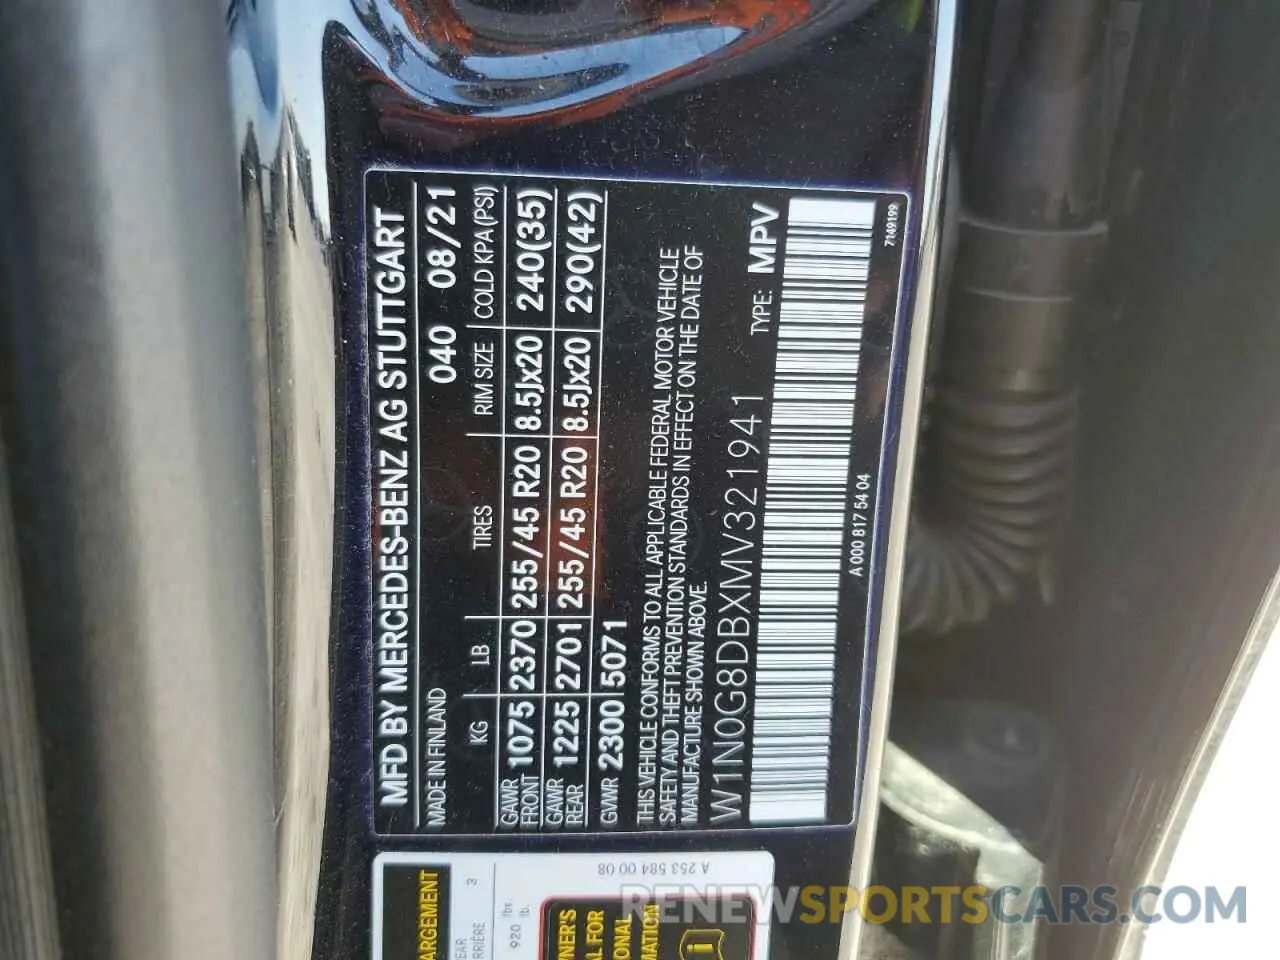 MFD BY MERCEDES-BENZ AG STUTTGART
MADE IN FINLAND 040 08/21
KG LB TIRES RIM SIZE COLD KPA(PSI)
GAWR FRONT 1075 2370 255/45 R20 8.5Jx20 240(35)
GAWR REAR 1225 2701 255/45 R20 8.5Jx20 290(42)
GVWR 2300 5071
THIS VEHICLE CONFORMS TO ALL APPLICABLE FEDERAL MOTOR VEHICLE
SAFETY AND THEFT PREVENTION STANDARDS IN EFFECT ON THE DATE OF
MANUFACTURE SHOWN ABOVE.
W1N0G8DBXMV321941 TYPE: MPV
A 000 817 54 04
7149199
A 253 584 00 08
ARGEMENT
3
920 lb.
RENEWSPORTSCARS.COM